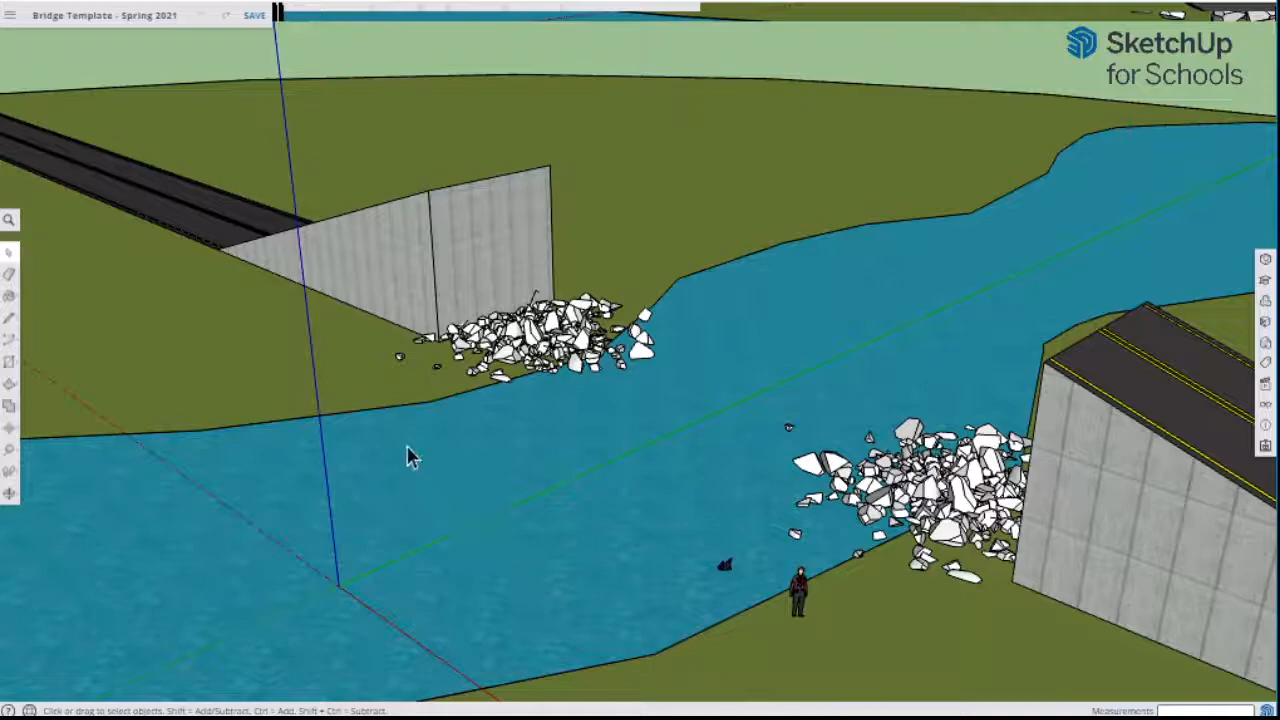 Bridge Template - Spring 2021 SAVE
SketchUp
for Schools
Click or drag to select objects. Shift = Add/Subtract, Ctrl = Add, Shift + Ctrl = Subtract.
Measurements